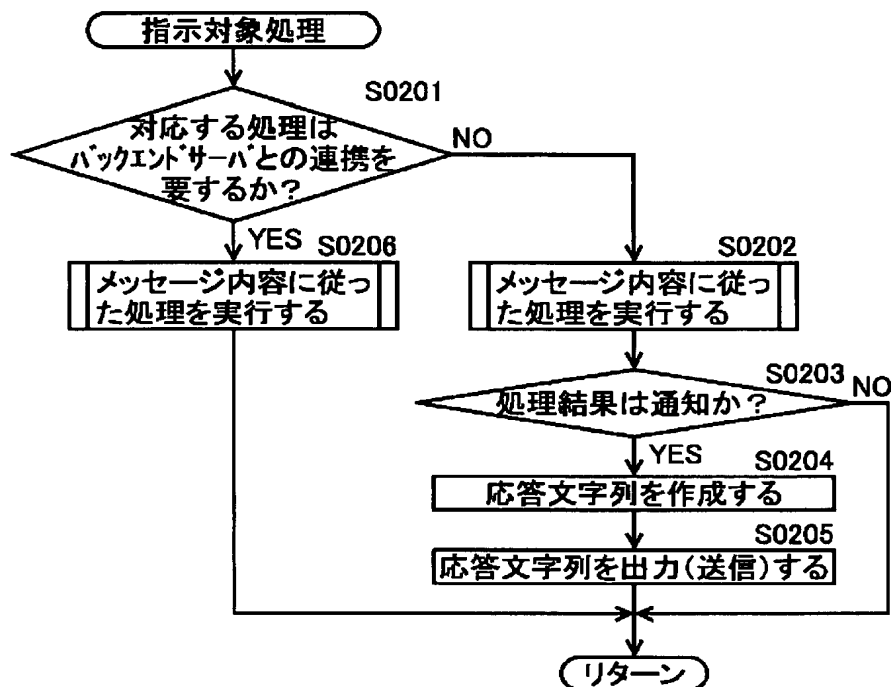 指示対象処理
S0201
対応する処理は
バックエンドサーバとの連携を
要するか？
NO
YES
S0206
メッセージ内容に従っ
た処理を実行する
S0202
メッセージ内容に従っ
た処理を実行する
S0203
処理結果は通知か？
NO
YES
S0204
応答文字列を作成する
S0205
応答文字列を出力(送信)する
リターン